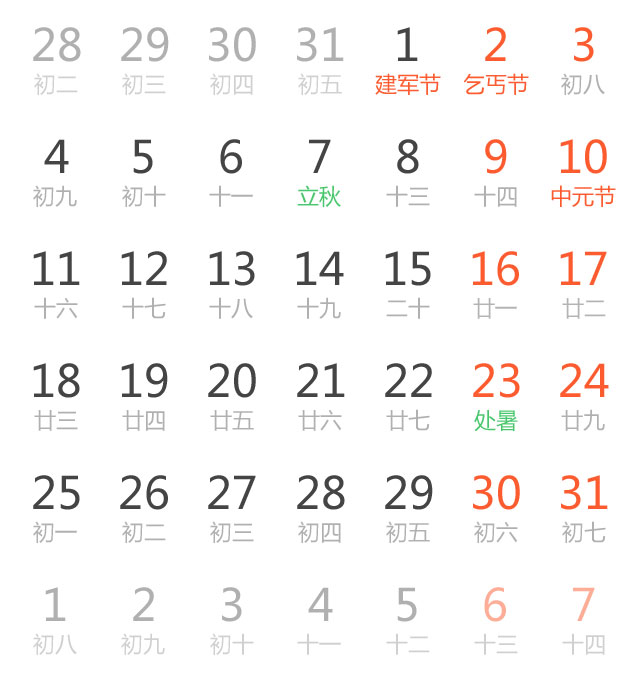 28 29 30 31 1 2 3
初二 初三 初四 初五 建军节 乞丐节 初八
4 5 6 7 8 9 10
初九 初十 十一 立秋 十三 十四 中元节
11 12 13 14 15 16 17
十六 十七 十八 十九 二十 廿一 廿二
18 19 20 21 22 23 24
廿三 廿四 廿五 廿六 廿七 处暑 廿九
25 26 27 28 29 30 31
初一 初二 初三 初四 初五 初六 初七
1 2 3 4 5 6 7
初八 初九 初十 十一 十二 十三 十四